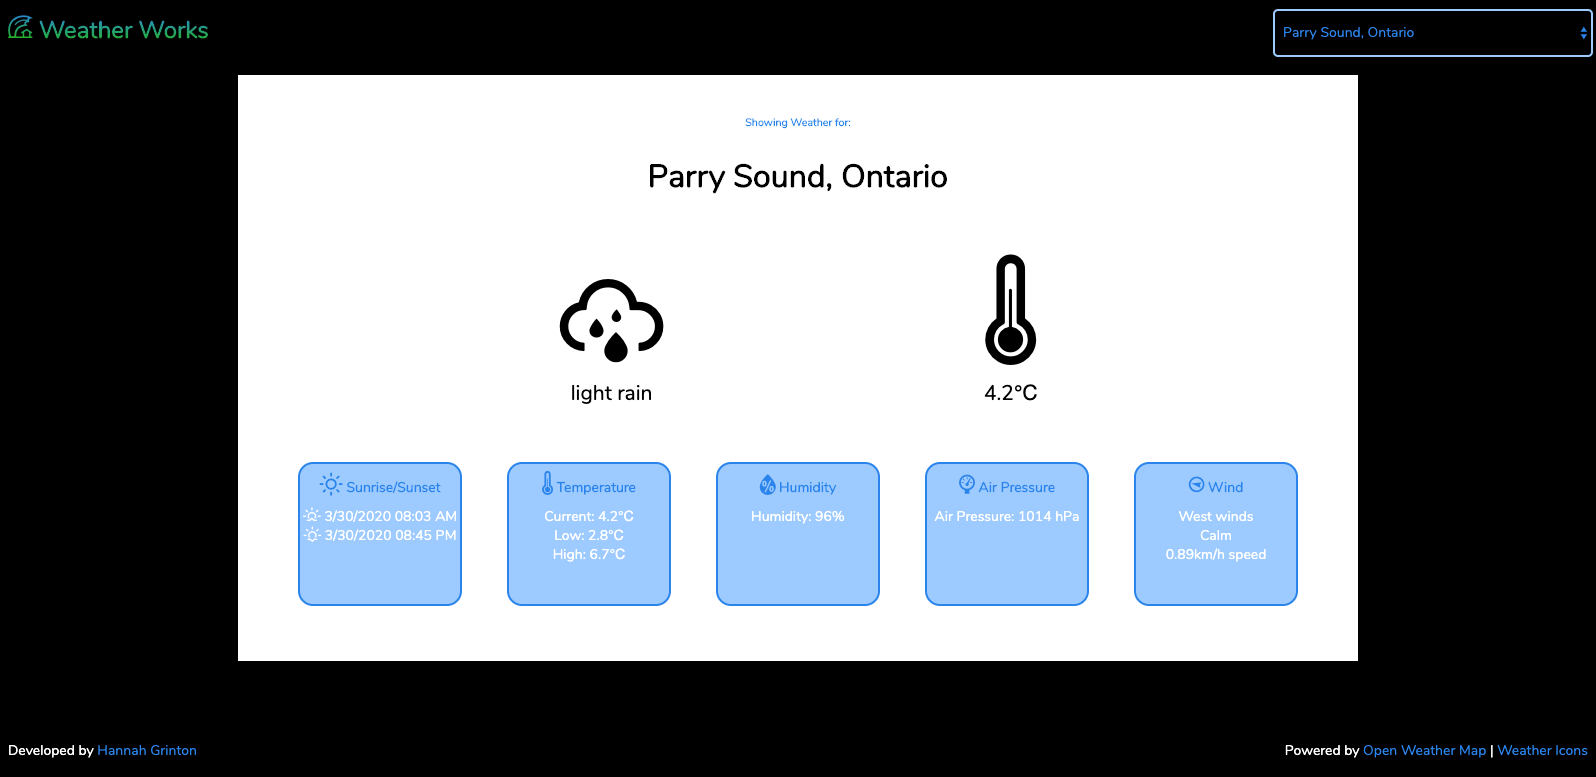 Weather Works
Parry Sound, Ontario
Showing Weather for:
Parry Sound, Ontario
light rain
4.2°C
Sunrise/Sunset
3/30/2020 08:03 AM
3/30/2020 08:45 PM
Temperature
Current: 4.2°C
Low: 2.8°C
High: 6.7°C
Humidity
Humidity: 96%
Air Pressure
Air Pressure: 1014 hPa
Wind
West winds
Calm
0.89km/h speed
Developed by Hannah Grinton
Powered by Open Weather Map | Weather Icons